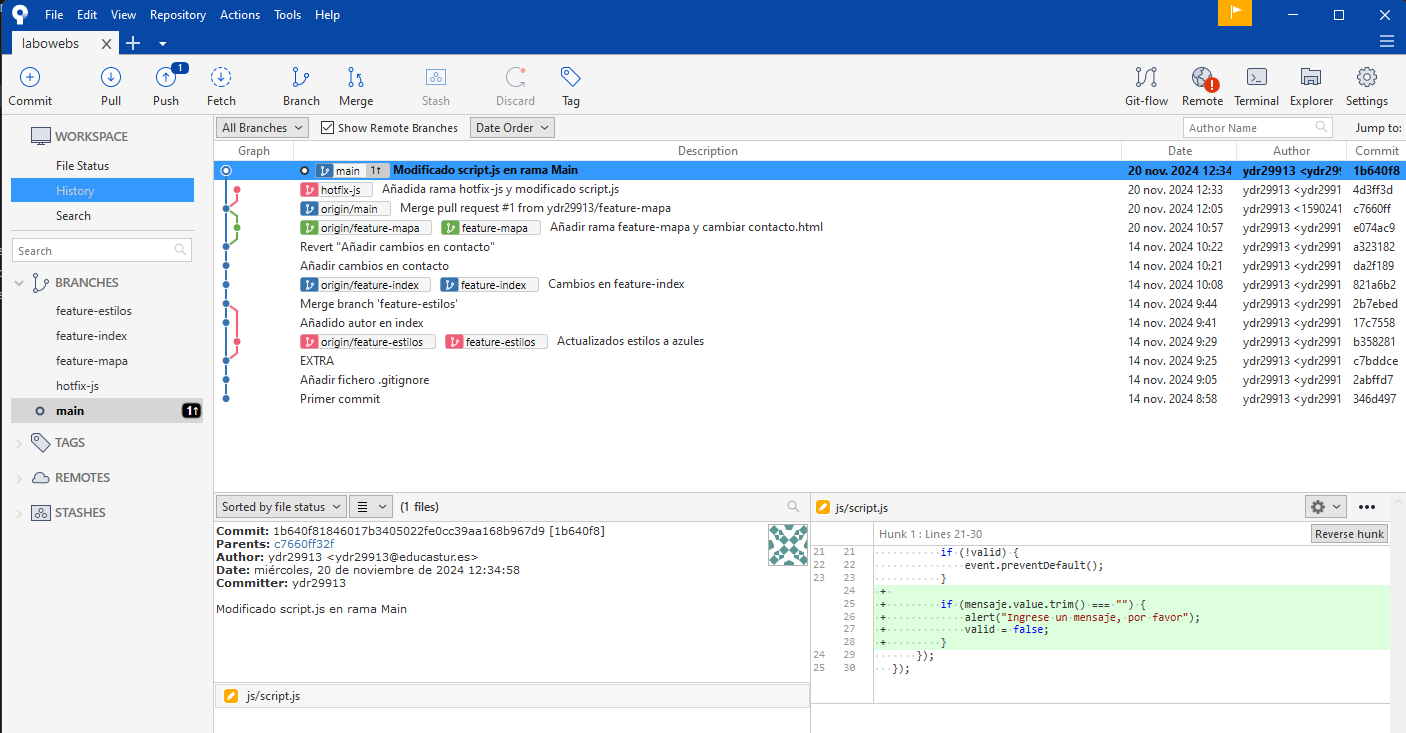 File Edit View Repository Actions Tools Help
labowebs
1
Commit Pull Push Fetch Branch Merge Stash Discard Tag Git-flow Remote Terminal Explorer Settings
WORKSPACE
File Status
History
Search
Search
BRANCHES
feature-estilos
feature-index
feature-mapa
hotfix-js
main 1↑
TAGS
REMOTES
STASHES
All Branches Show Remote Branches Date Order Author Name Jump to:
Graph Description Date Author Commit
main 1↑ Modificado script.js en rama Main 20 nov. 2024 12:34 ydr29913 <ydr299 1b640f8
hotfix-js Añadida rama hotfix-js y modificado script.js 20 nov. 2024 12:33 ydr29913 <ydr2991 4d3ff3d
origin/main Merge pull request #1 from ydr29913/feature-mapa 20 nov. 2024 12:05 ydr29913 <1590241 c7660ff
origin/feature-mapa feature-mapa Añadir rama feature-mapa y cambiar contacto.html 20 nov. 2024 10:57 ydr29913 <ydr2991 e074ac9
Revert "Añadir cambios en contacto" 14 nov. 2024 10:22 ydr29913 <ydr2991 a323182
Añadir cambios en contacto 14 nov. 2024 10:21 ydr29913 <ydr2991 da2f189
origin/feature-index feature-index Cambios en feature-index 14 nov. 2024 10:08 ydr29913 <ydr2991 821a6b2
Merge branch 'feature-estilos' 14 nov. 2024 9:44 ydr29913 <ydr2991 2b7ebed
Añadido autor en index 14 nov. 2024 9:41 ydr29913 <ydr2991 17c7558
origin/feature-estilos feature-estilos Actualizados estilos a azules 14 nov. 2024 9:29 ydr29913 <ydr2991 b358281
EXTRA 14 nov. 2024 9:25 ydr29913 <ydr2991 c7bddce
Añadir fichero .gitignore 14 nov. 2024 9:05 ydr29913 <ydr2991 2abffd7
Primer commit 14 nov. 2024 8:58 ydr29913 <ydr2991 346d497
Sorted by file status (1 files)
Commit: 1b640f81846017b3405022fe0cc39aa168b967d9 [1b640f8]
Parents: c7660ff32f
Author: ydr29913 <ydr29913@educastur.es>
Date: miércoles, 20 de noviembre de 2024 12:34:58
Committer: ydr29913
Modificado script.js en rama Main
js/script.js
js/script.js
Hunk 1 : Lines 21-30 Reverse hunk
21 21 if (!valid) {
22 22 event.preventDefault();
23 23 }
24 +
25 + if (mensaje.value.trim() === "") {
26 + alert("Ingrese un mensaje, por favor");
27 + valid = false;
28 + }
24 29 });
25 30 });